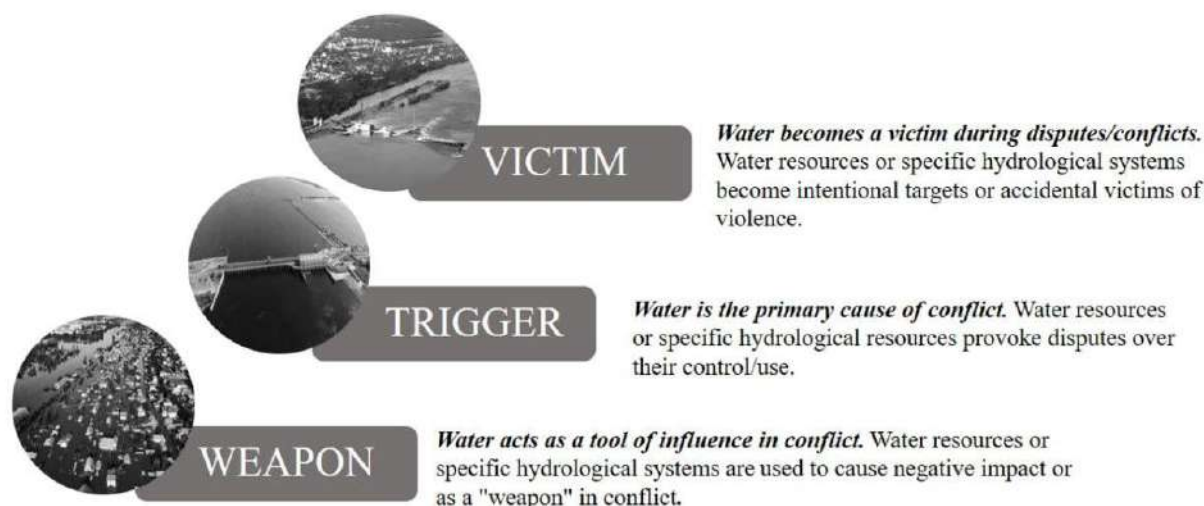 VICTIM
Water becomes a victim during disputes/conflicts.
Water resources or specific hydrological systems
become intentional targets or accidental victims of
violence.
TRIGGER
Water is the primary cause of conflict. Water resources
or specific hydrological resources provoke disputes over
their control/use.
WEAPON
Water acts as a tool of influence in conflict. Water resources or
specific hydrological systems are used to cause negative impact or
as a "weapon" in conflict.